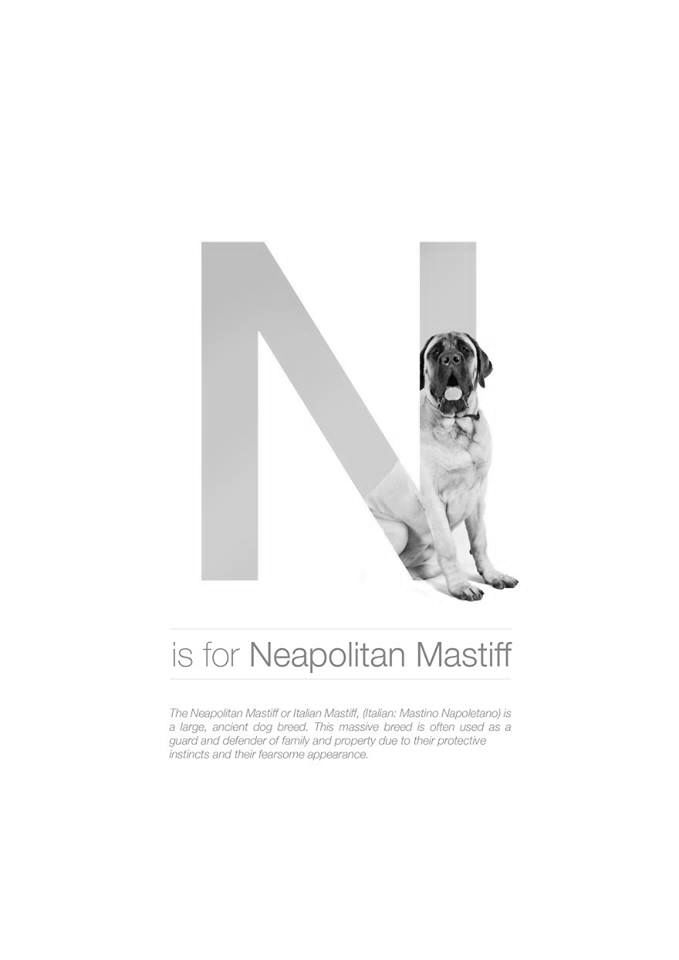 N
is for Neapolitan Mastiff
The Neapolitan Mastiff or Italian Mastiff, (Italian: Mastino Napoletano) is
a large, ancient dog breed. This massive breed is often used as a
guard and defender of family and property due to their protective
instincts and their fearsome appearance.